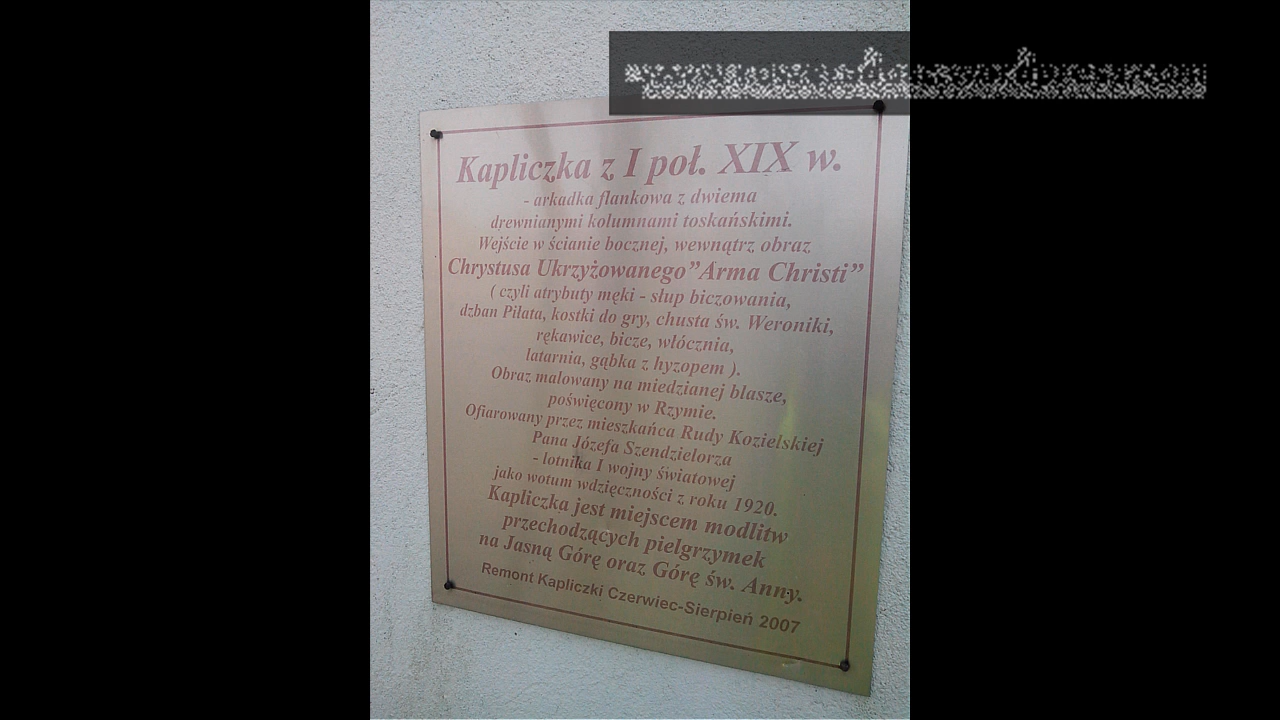 Kapliczka z I poł. XIX w.
- arkadka flankowa z dwiema
drewnianymi kolumnami toskańskimi.
Wejście w ścianie bocznej, wewnątrz obraz
Chrystusa Ukrzyżowanego”Arma Christi”
( czyli atrybuty męki - słup biczowania,
dzban Piłata, kostki do gry, chusta św. Weroniki,
rękawice, bicze, włócznia,
latarnia, gąbka z hyzopem ).
Obraz malowany na miedzianej blasze,
poświęcony w Rzymie.
Ofiarowany przez mieszkańca Rudy Kozielskiej
Pana Józefa Szendzielorza
- lotnika I wojny światowej
jako wotum wdzięczności z roku 1920.
Kapliczka jest miejscem modlitw
przechodzących pielgrzymek
na Jasną Górę oraz Górę św. Anny.
Remont Kapliczki Czerwiec-Sierpień 2007